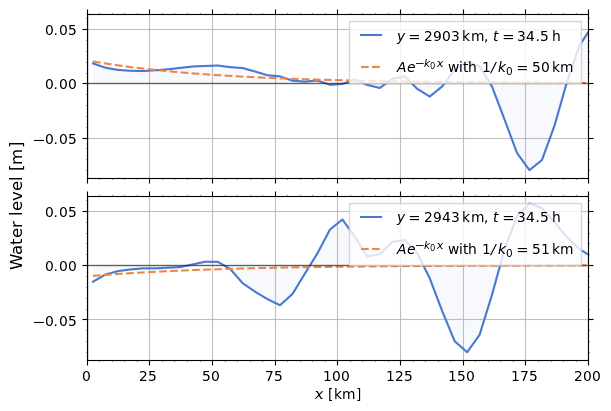 0.05
y = 2903 km, t = 34.5 h
Ae^{−k₀x} with 1/k₀ = 50 km
0.00
−0.05
Water level [m]
0.05
y = 2943 km, t = 34.5 h
Ae^{−k₀x} with 1/k₀ = 51 km
0.00
−0.05
0 25 50 75 100 125 150 175 200
x [km]